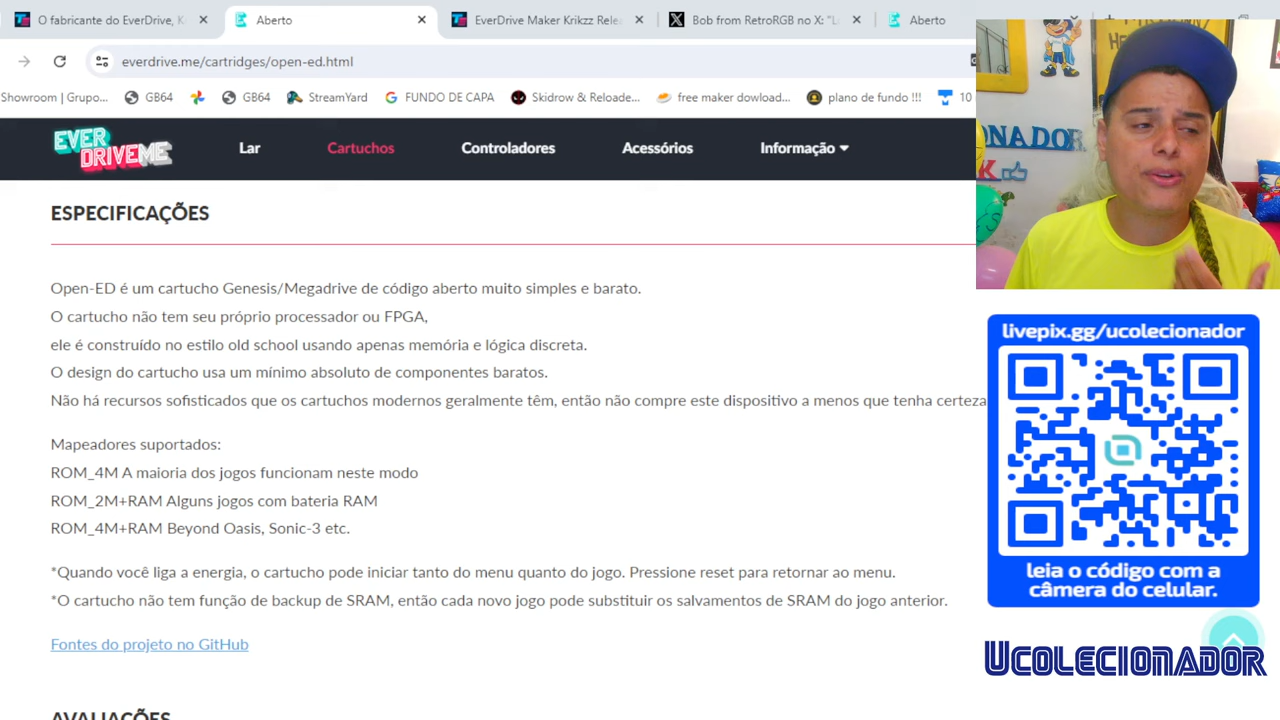 O fabricante do EverDrive, K
Aberto
EverDrive Maker Krikzz Relea
Bob from RetroRGB no X: "L
Aberto
everdrive.me/cartridges/open-ed.html
Showroom | Grupo...
GB64
GB64
StreamYard
FUNDO DE CAPA
Skidrow & Reloade...
free maker dowload...
plano de fundo !!!
10
EVER DRIVEME
Lar
Cartuchos
Controladores
Acessórios
Informação
ESPECIFICAÇÕES
Open-ED é um cartucho Genesis/Megadrive de código aberto muito simples e barato.
O cartucho não tem seu próprio processador ou FPGA,
ele é construído no estilo old school usando apenas memória e lógica discreta.
O design do cartucho usa um mínimo absoluto de componentes baratos.
Não há recursos sofisticados que os cartuchos modernos geralmente têm, então não compre este dispositivo a menos que tenha certeza
Mapeadores suportados:
ROM_4M A maioria dos jogos funcionam neste modo
ROM_2M+RAM Alguns jogos com bateria RAM
ROM_4M+RAM Beyond Oasis, Sonic-3 etc.
*Quando você liga a energia, o cartucho pode iniciar tanto do menu quanto do jogo. Pressione reset para retornar ao menu.
*O cartucho não tem função de backup de SRAM, então cada novo jogo pode substituir os salvamentos de SRAM do jogo anterior.
Fontes do projeto no GitHub
AVALIAÇÕES
ONADOR
K
livepix.gg/ucolecionador
leia o código com a
câmera do celular.
UCOLECIONADOR